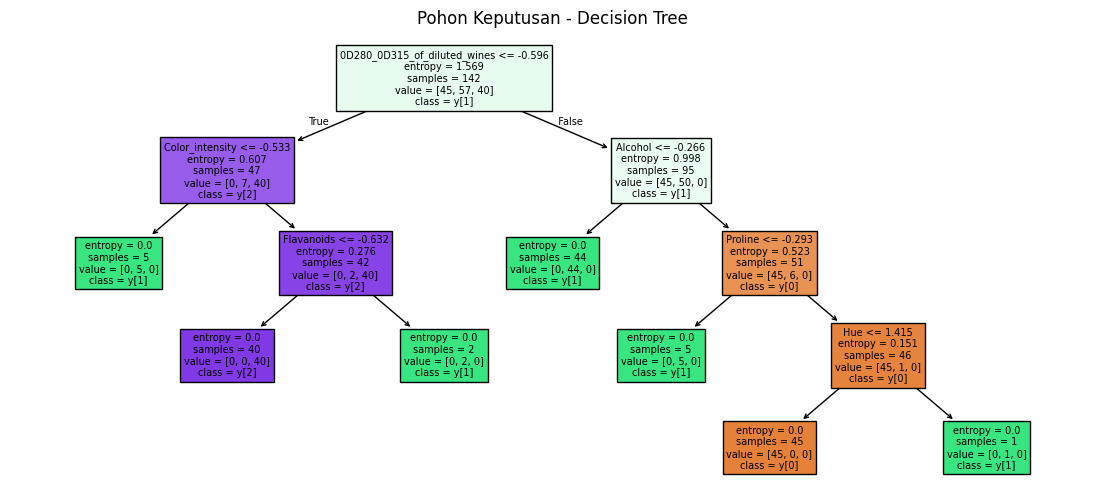 Pohon Keputusan - Decision Tree
0D280_0D315_of_diluted_wines <= -0.596
entropy = 1.569
samples = 142
value = [45, 57, 40]
class = y[1]
True
False
Color_intensity <= -0.533
entropy = 0.607
samples = 47
value = [0, 7, 40]
class = y[2]
Alcohol <= -0.266
entropy = 0.998
samples = 95
value = [45, 50, 0]
class = y[1]
entropy = 0.0
samples = 5
value = [0, 5, 0]
class = y[1]
Flavanoids <= -0.632
entropy = 0.276
samples = 42
value = [0, 2, 40]
class = y[2]
entropy = 0.0
samples = 44
value = [0, 44, 0]
class = y[1]
Proline <= -0.293
entropy = 0.523
samples = 51
value = [45, 6, 0]
class = y[0]
entropy = 0.0
samples = 40
value = [0, 0, 40]
class = y[2]
entropy = 0.0
samples = 2
value = [0, 2, 0]
class = y[1]
entropy = 0.0
samples = 5
value = [0, 5, 0]
class = y[1]
Hue <= 1.415
entropy = 0.151
samples = 46
value = [45, 1, 0]
class = y[0]
entropy = 0.0
samples = 45
value = [45, 0, 0]
class = y[0]
entropy = 0.0
samples = 1
value = [0, 1, 0]
class = y[1]